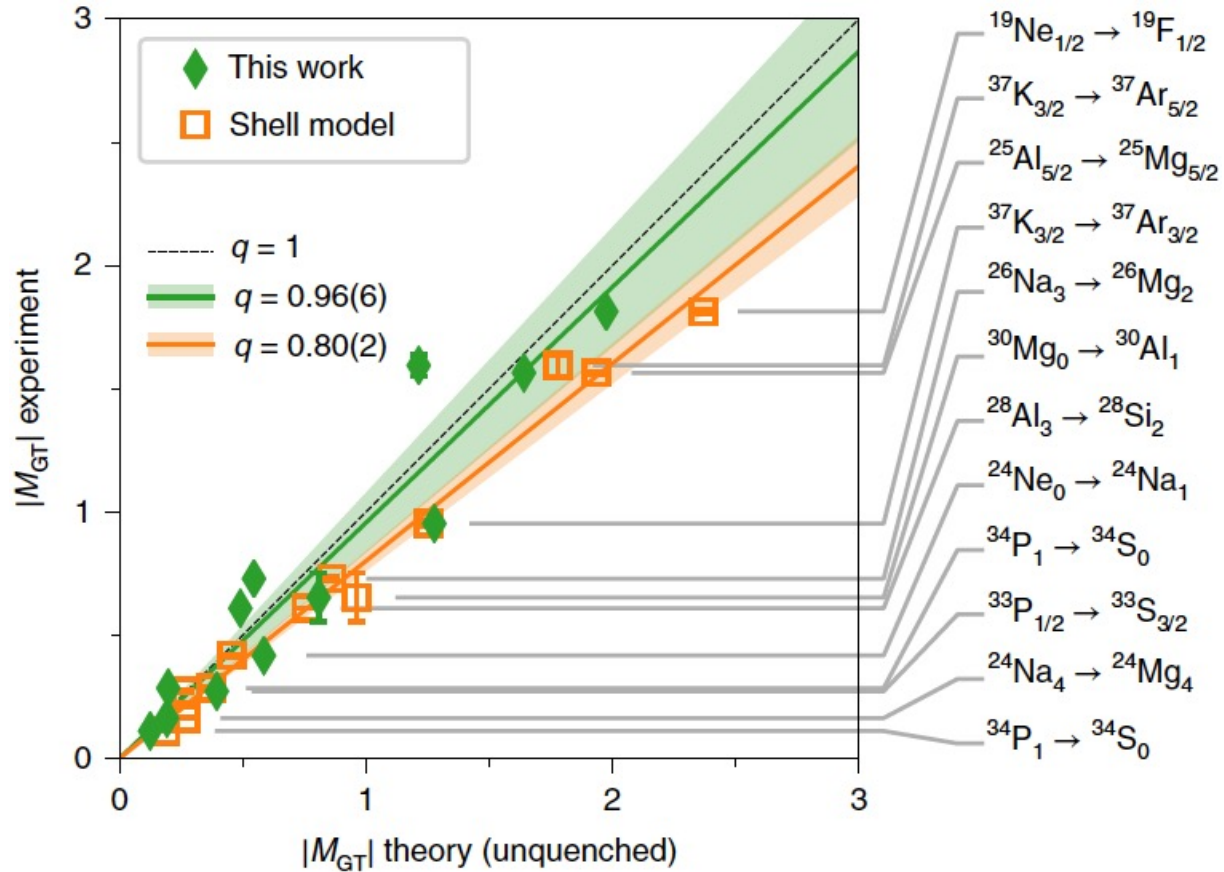 3
2
1
0
0
1
2
3
|M_GT| experiment
|M_GT| theory (unquenched)
This work
Shell model
q = 1
q = 0.96(6)
q = 0.80(2)
¹⁹Ne₁/₂ → ¹⁹F₁/₂
³⁷K₃/₂ → ³⁷Ar₅/₂
²⁵Al₅/₂ → ²⁵Mg₅/₂
³⁷K₃/₂ → ³⁷Ar₃/₂
²⁶Na₃ → ²⁶Mg₂
³⁰Mg₀ → ³⁰Al₁
²⁸Al₃ → ²⁸Si₂
²⁴Ne₀ → ²⁴Na₁
³⁴P₁ → ³⁴S₀
³³P₁/₂ → ³³S₃/₂
²⁴Na₄ → ²⁴Mg₄
³⁴P₁ → ³⁴S₀